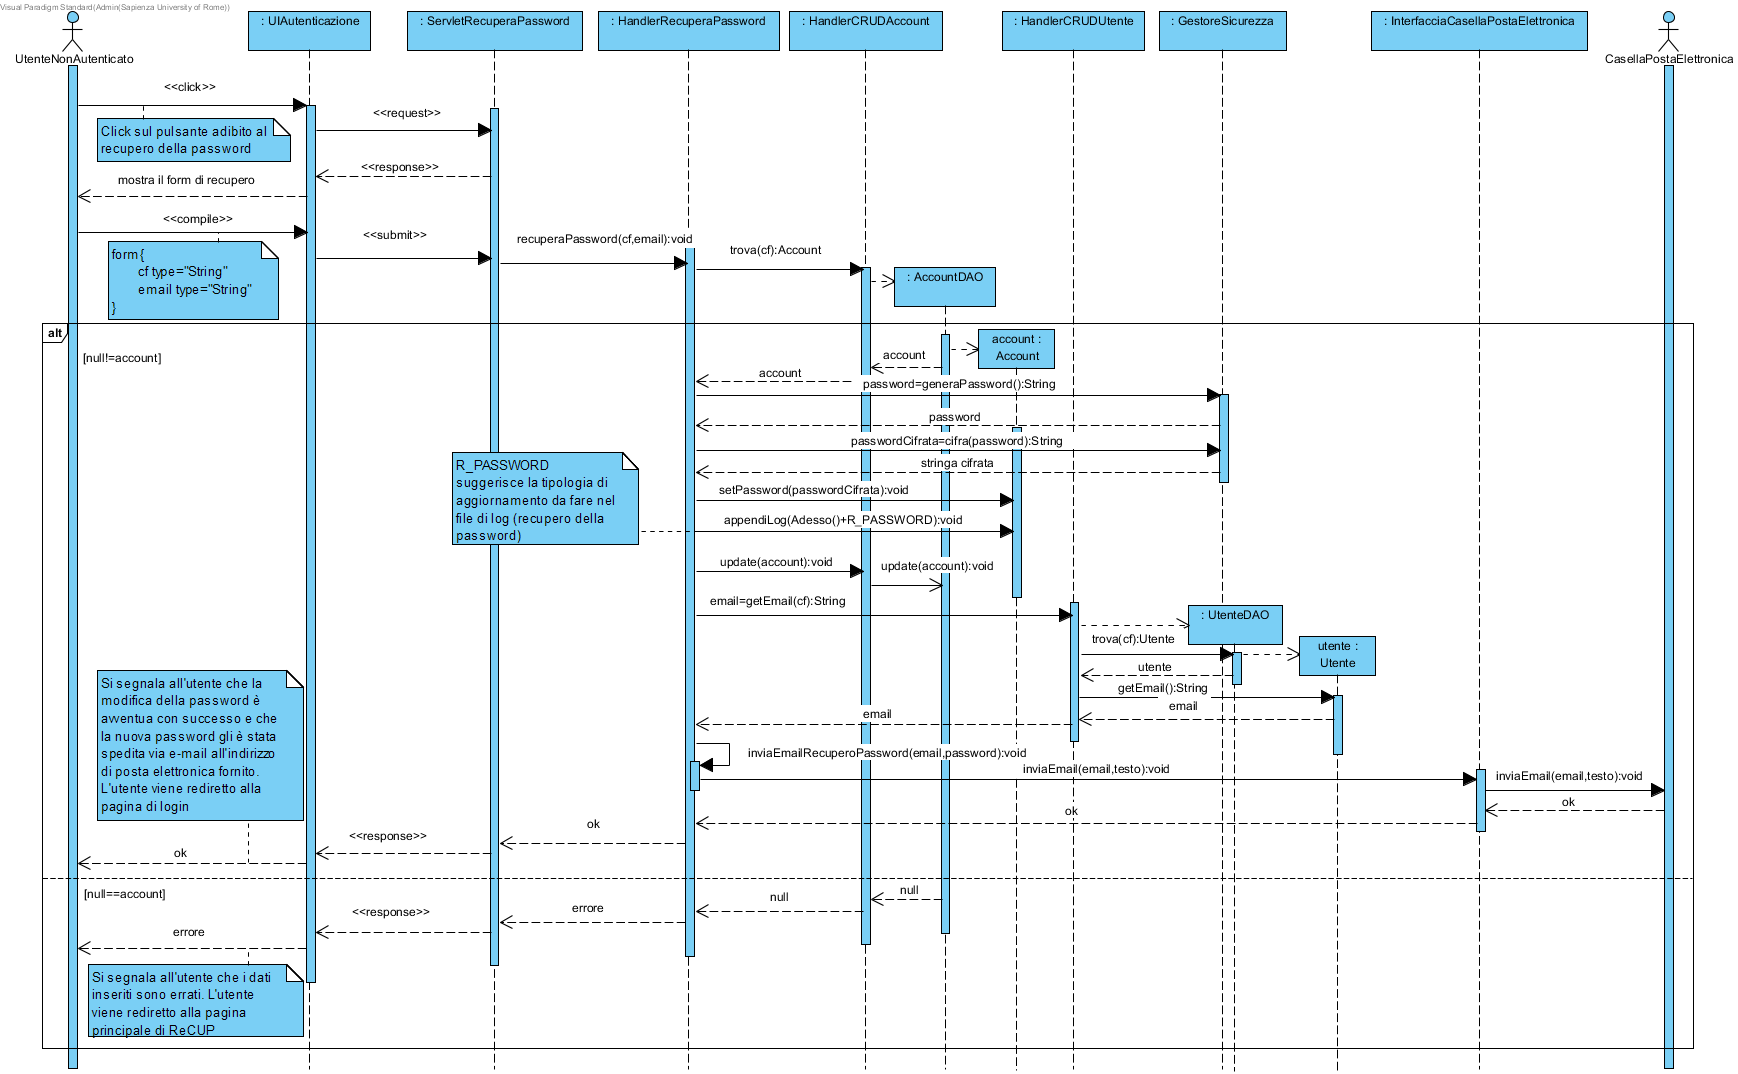 Visual Paradigm Standard(Admin(Sapienza University of Rome))
UtenteNonAutenticato
: UIAutenticazione
: ServletRecuperaPassword
: HandlerRecuperaPassword
: HandlerCRUDAccount
: HandlerCRUDUtente
: GestoreSicurezza
: InterfacciaCasellaPostaElettronica
CasellaPostaElettronica
<<click>>
Click sul pulsante adibito al
recupero della password
<<request>>
<<response>>
mostra il form di recupero
<<compile>>
form {
cf type="String"
email type="String"
}
<<submit>>
recuperaPassword(cf,email):void
trova(cf):Account
: AccountDAO
alt
[null!=account]
account :
Account
account
account
password=generaPassword():String
password
passwordCifrata=cifra(password):String
stringa cifrata
R_PASSWORD
suggerisce la tipologia di
aggiornamento da fare nel
file di log (recupero della
password)
setPassword(passwordCifrata):void
appendiLog(Adesso()+R_PASSWORD):void
update(account):void
update(account):void
email=getEmail(cf):String
: UtenteDAO
trova(cf):Utente
utente :
Utente
utente
getEmail():String
email
email
Si segnala all'utente che la
modifica della password è
avventua con successo e che
la nuova password gli è stata
spedita via e-mail all'indirizzo
di posta elettronica fornito.
L'utente viene rediretto alla
pagina di login
inviaEmailRecuperoPassword(email,password):void
inviaEmail(email,testo):void
inviaEmail(email,testo):void
ok
ok
ok
<<response>>
ok
[null==account]
null
null
errore
<<response>>
errore
Si segnala all'utente che i dati
inseriti sono errati. L'utente
viene rediretto alla pagina
principale di ReCUP